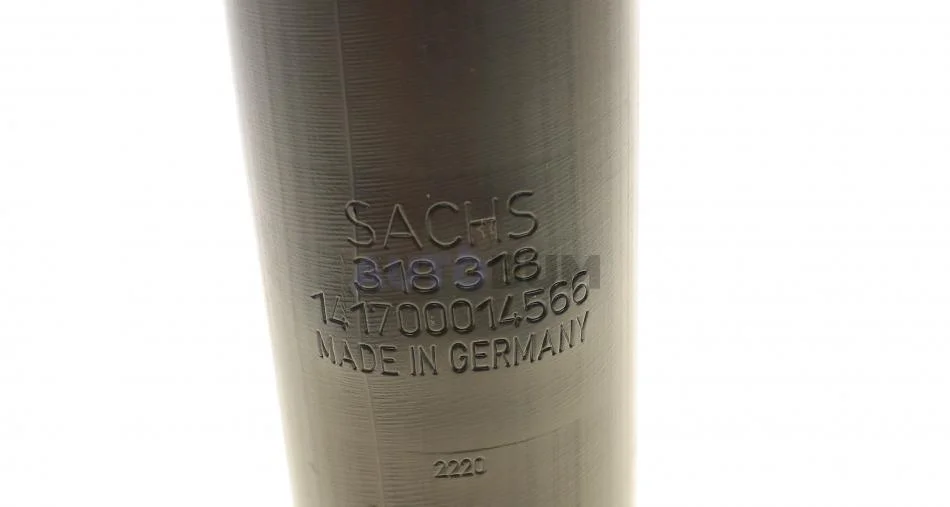 SACHS
318 318
141700014566
MADE IN GERMANY
2220